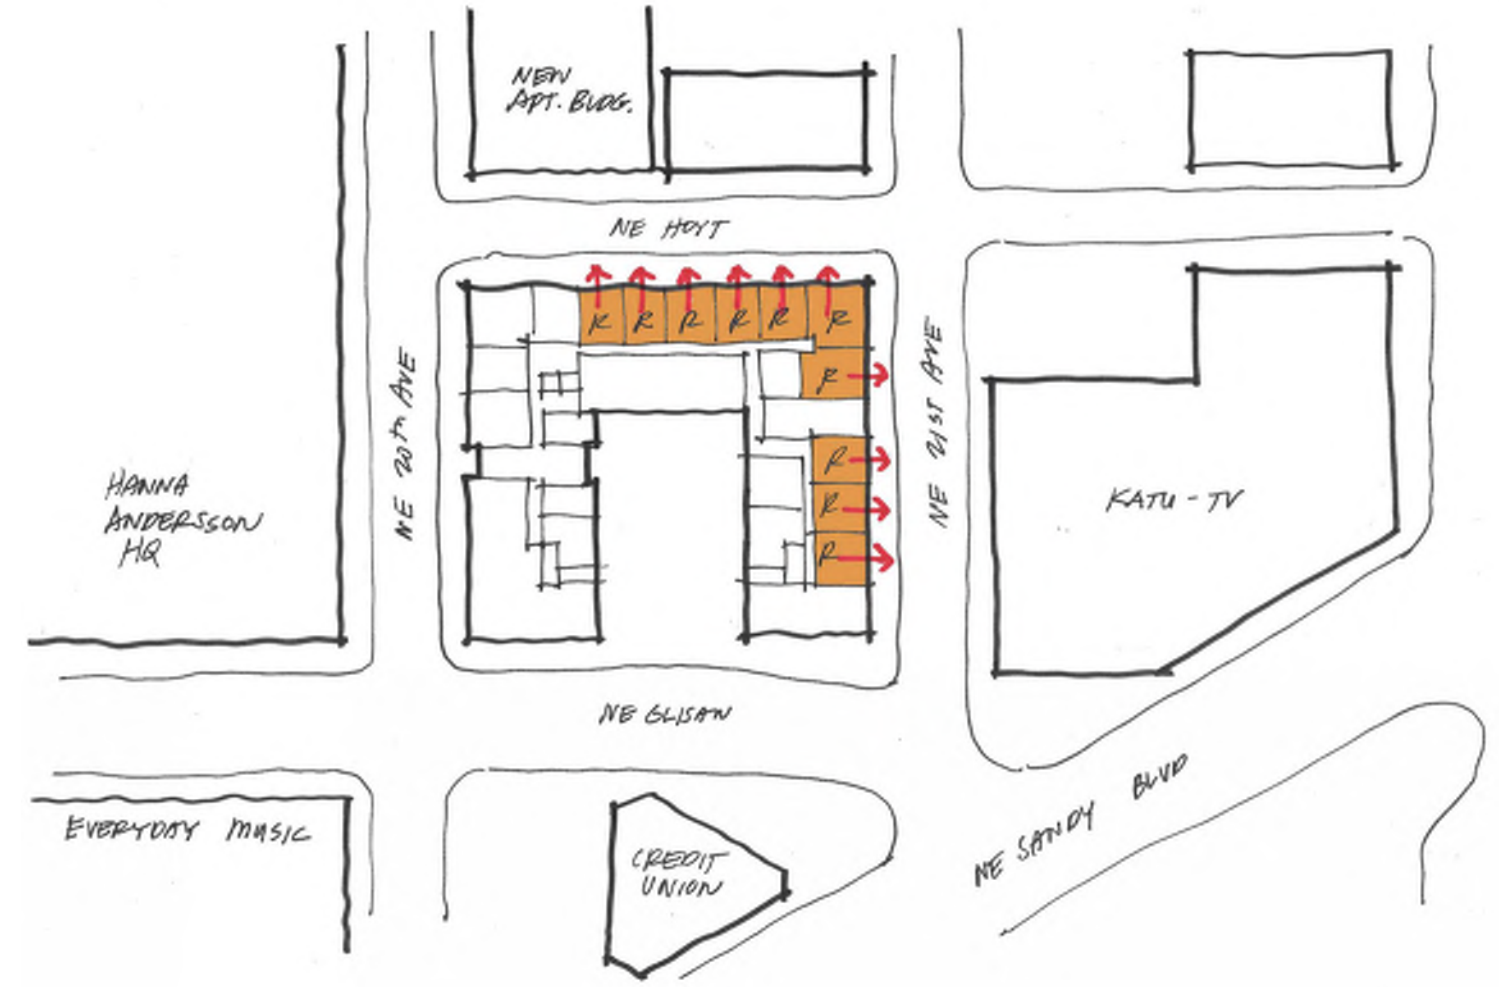 NEW
APT. BLDG.
NE HOYT
R R R R R R
R
R
R
R
NE 20th AVE
NE 21ST AVE
HANNA
ANDERSSON
HQ
KATU-TV
NE GLISAN
EVERYDAY MUSIC
CREDIT
UNION
NE SANDY BLVD